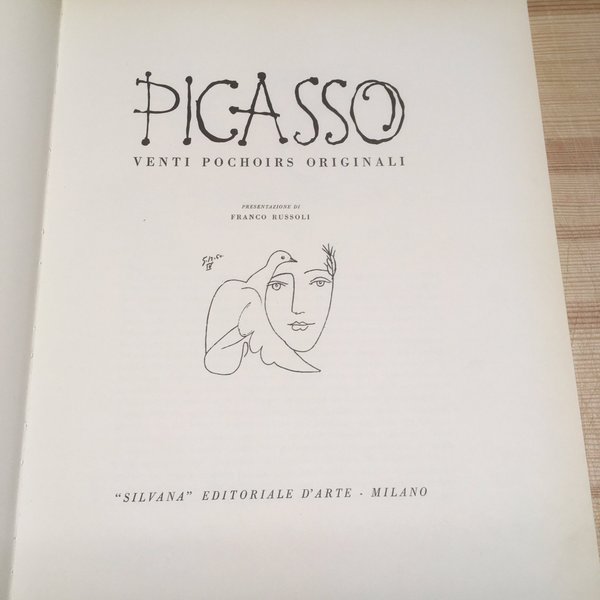 PICASSO
VENTI POCHOIRS ORIGINALI
PRESENTAZIONE DI
FRANCO RUSSOLI
"SILVANA" EDITORIALE D'ARTE · MILANO